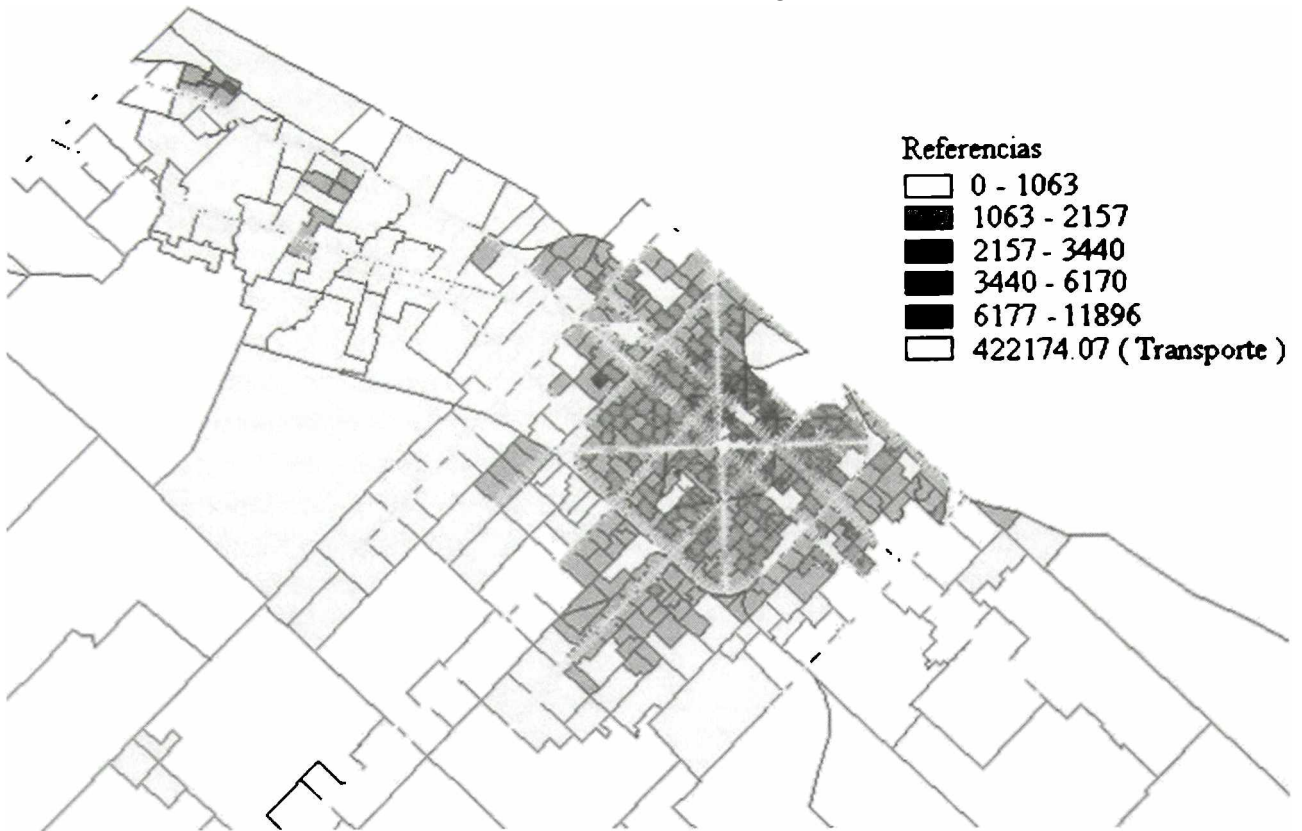 Referencias
0 - 1063
1063 - 2157
2157 - 3440
3440 - 6170
6177 - 11896
422174.07 ( Transporte )